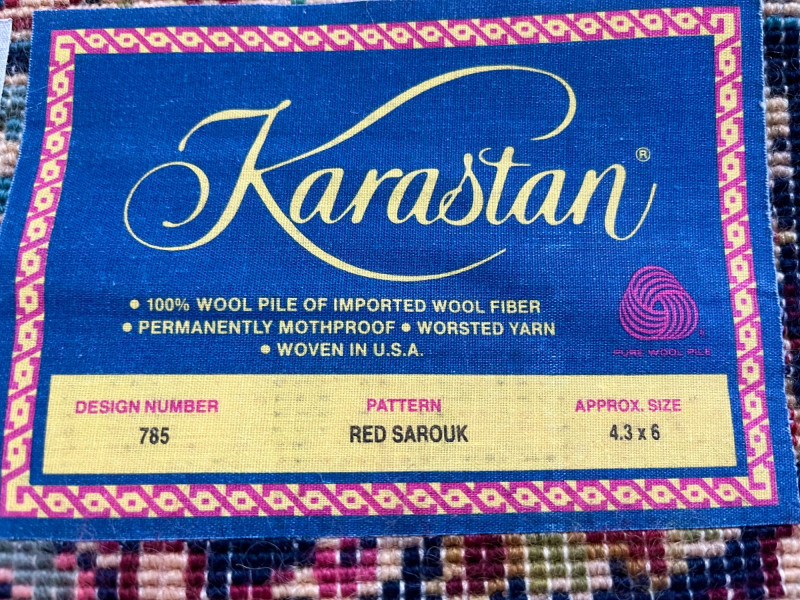 Karastan®
• 100% WOOL PILE OF IMPORTED WOOL FIBER
• PERMANENTLY MOTHPROOF • WORSTED YARN
• WOVEN IN U.S.A.
PURE WOOL PILE
DESIGN NUMBER PATTERN APPROX. SIZE
785 RED SAROUK 4.3 x 6